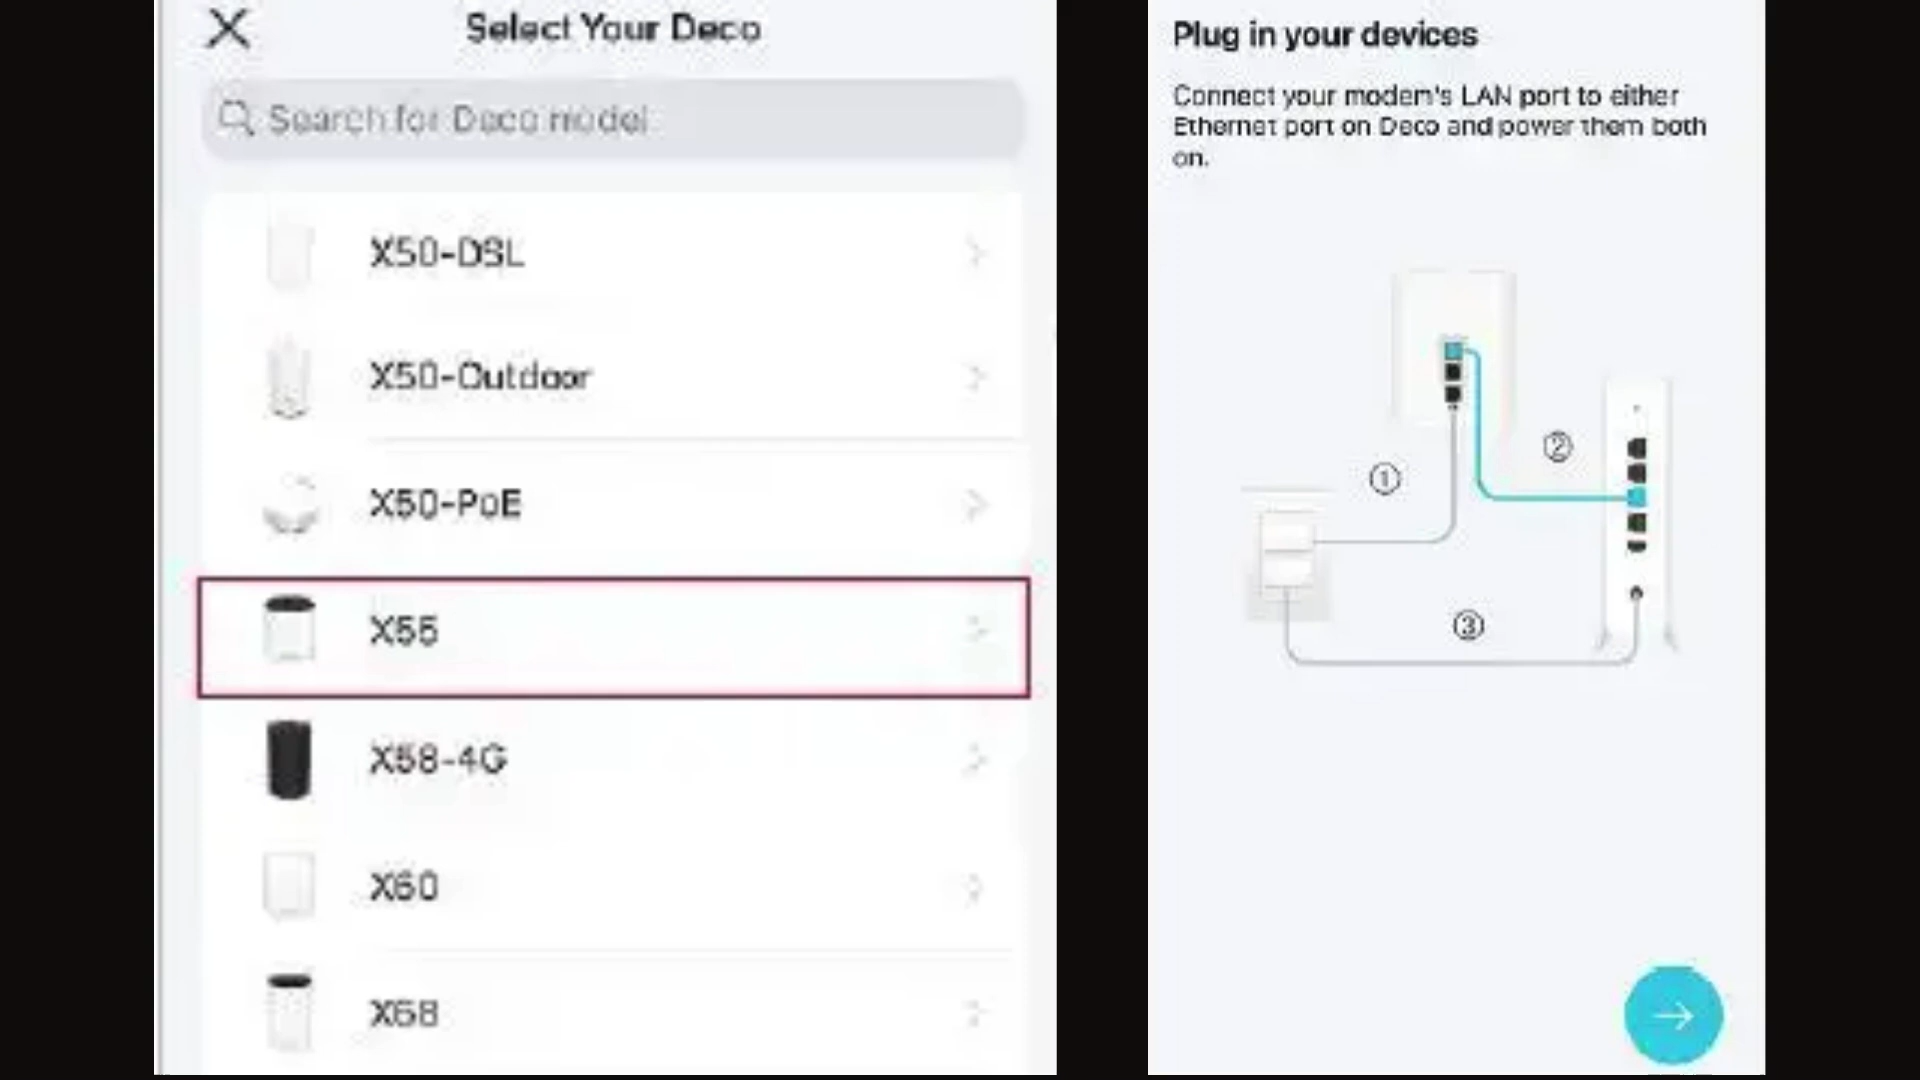 Select Your Deco
Search for Deco model
X50-DSL
X50-Outdoor
X50-PoE
X55
X58-4G
X60
X68
Plug in your devices
Connect your modem's LAN port to either
Ethernet port on Deco and power them both
on.
①
②
③